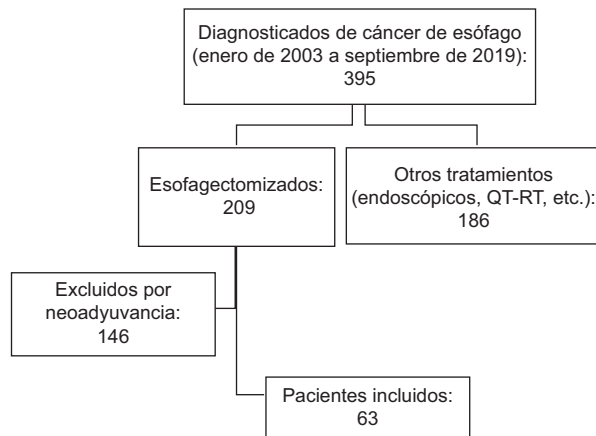 Diagnosticados de cáncer de esófago
(enero de 2003 a septiembre de 2019):
395
Esofagectomizados:
209
Otros tratamientos
(endoscópicos, QT-RT, etc.):
186
Excluidos por
neoadyuvancia:
146
Pacientes incluidos:
63